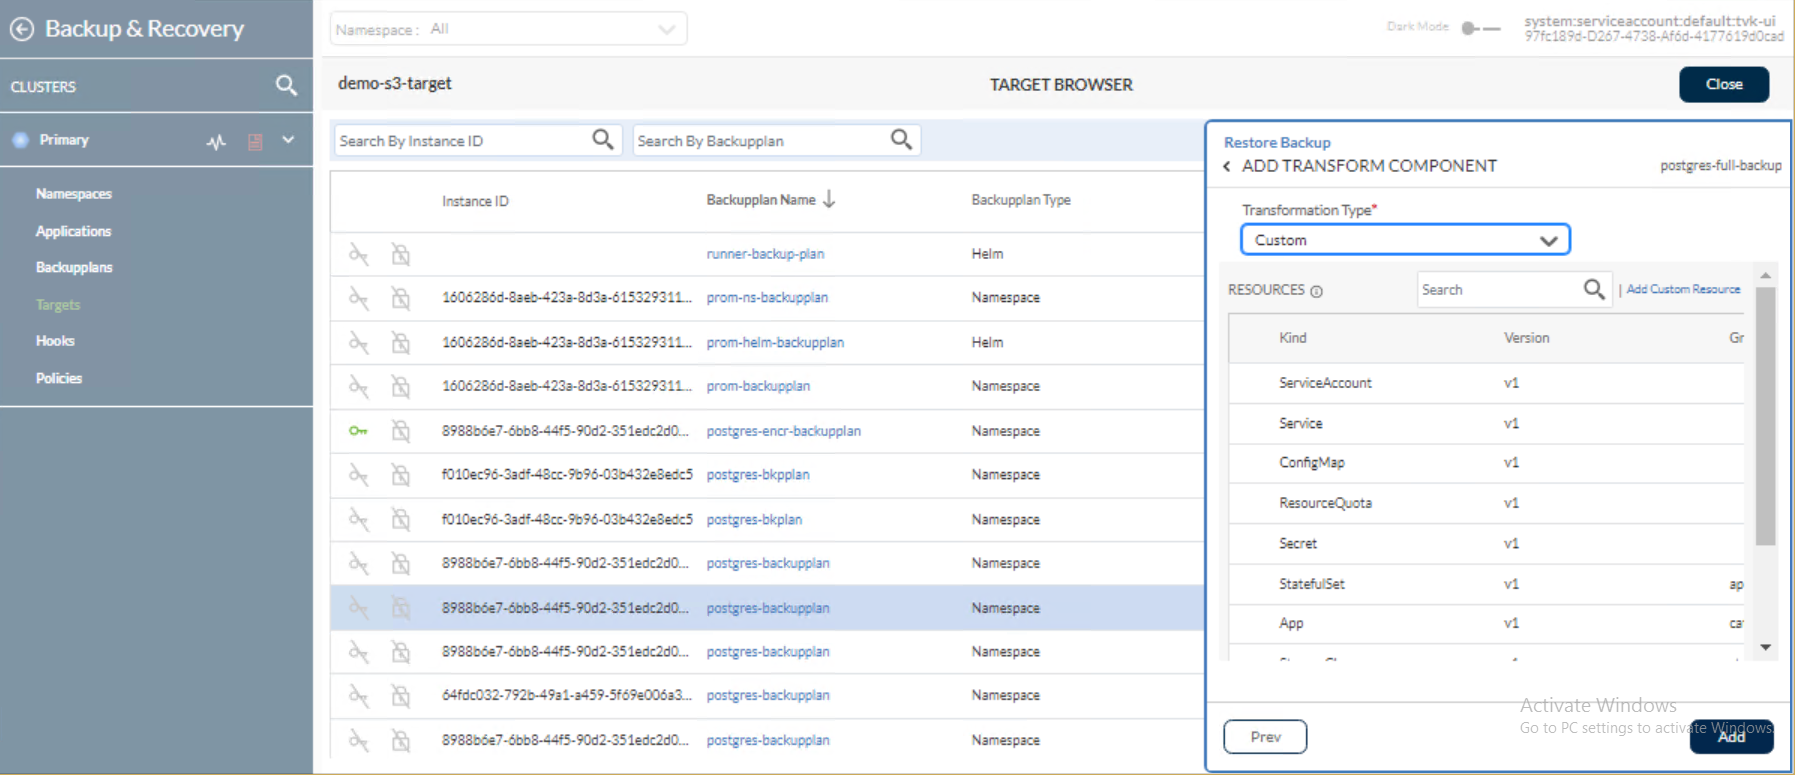 Backup & Recovery
CLUSTERS
Primary
Namespaces
Applications
Backupplans
Targets
Hooks
Policies
Namespace : All
Dark Mode
system:serviceaccount:default:tvk-ui
97fc189d-D267-4738-Af6d-4177619d0cad
demo-s3-target
TARGET BROWSER
Close
Search By Instance ID
Search By Backupplan
Instance ID Backupplan Name Backupplan Type
runner-backup-plan Helm
1606286d-8aeb-423a-8d3a-615329311... prom-ns-backupplan Namespace
1606286d-8aeb-423a-8d3a-615329311... prom-helm-backupplan Helm
1606286d-8aeb-423a-8d3a-615329311... prom-backupplan Namespace
8988b6e7-6bb8-44f5-90d2-351edc2d0... postgres-encr-backupplan Namespace
f010ec96-3adf-48cc-9b96-03b432e8edc5 postgres-bkpplan Namespace
f010ec96-3adf-48cc-9b96-03b432e8edc5 postgres-bkplan Namespace
8988b6e7-6bb8-44f5-90d2-351edc2d0... postgres-backupplan Namespace
8988b6e7-6bb8-44f5-90d2-351edc2d0... postgres-backupplan Namespace
8988b6e7-6bb8-44f5-90d2-351edc2d0... postgres-backupplan Namespace
64fdc032-792b-49a1-a459-5f69e006a3... postgres-backupplan Namespace
8988b6e7-6bb8-44f5-90d2-351edc2d0... postgres-backupplan Namespace
Restore Backup
ADD TRANSFORM COMPONENT
postgres-full-backup
Transformation Type*
Custom
RESOURCES
Search
| Add Custom Resource
Kind Version Gr
ServiceAccount v1
Service v1
ConfigMap v1
ResourceQuota v1
Secret v1
StatefulSet v1 ap
App v1 ca
Activate Windows
Go to PC settings to activate Windows.
Prev
Add